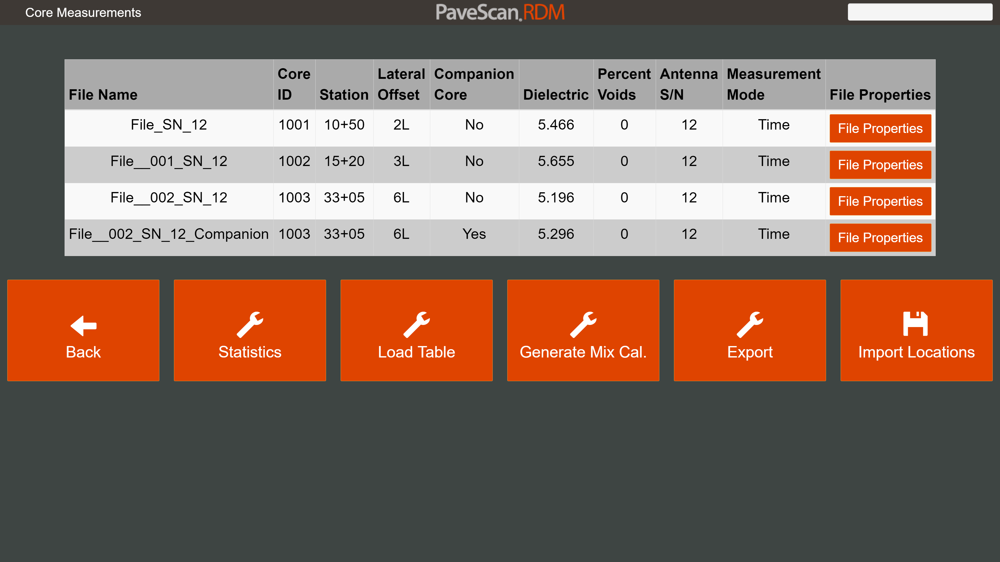 Core Measurements
PaveScan® RDM
File Name Core ID Station Lateral Offset Companion Core Dielectric Percent Voids Antenna S/N Measurement Mode File Properties
File_SN_12 1001 10+50 2L No 5.466 0 12 Time File Properties
File__001_SN_12 1002 15+20 3L No 5.655 0 12 Time File Properties
File__002_SN_12 1003 33+05 6L No 5.196 0 12 Time File Properties
File__002_SN_12_Companion 1003 33+05 6L Yes 5.296 0 12 Time File Properties
Back
Statistics
Load Table
Generate Mix Cal.
Export
Import Locations